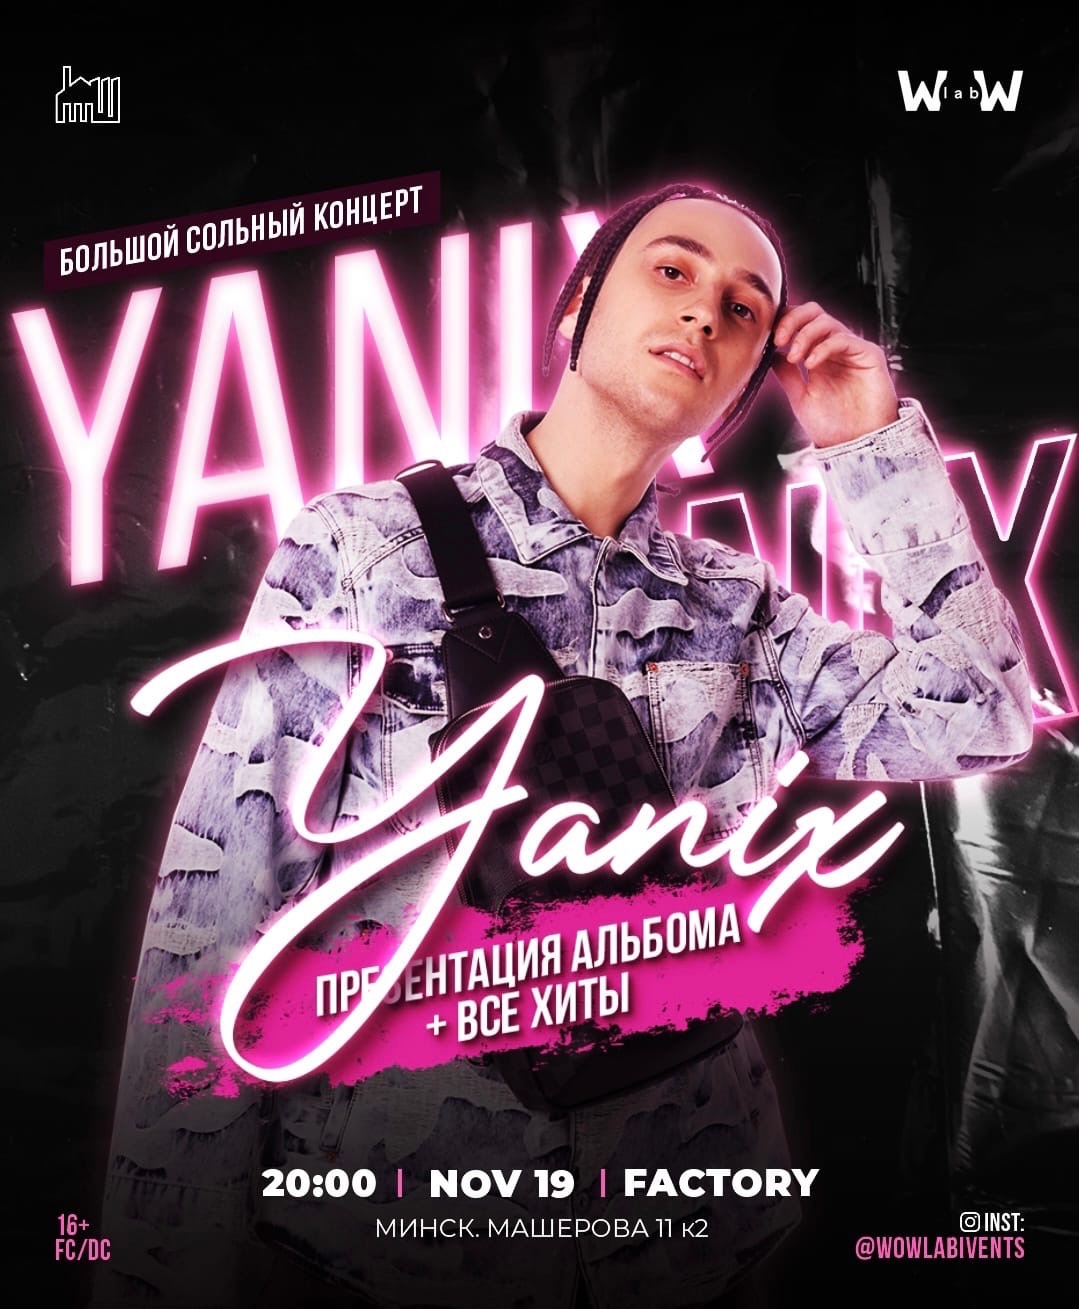 WlabW
БОЛЬШОЙ СОЛЬНЫЙ КОНЦЕРТ
YANIX
NIX
Yanix
ПРЕЗЕНТАЦИЯ АЛЬБОМА
+ ВСЕ ХИТЫ
20:00 | NOV 19 | FACTORY
МИНСК. МАШЕРОВА 11 к2
16+
FC/DC
INST:
@WOWLABIVENTS